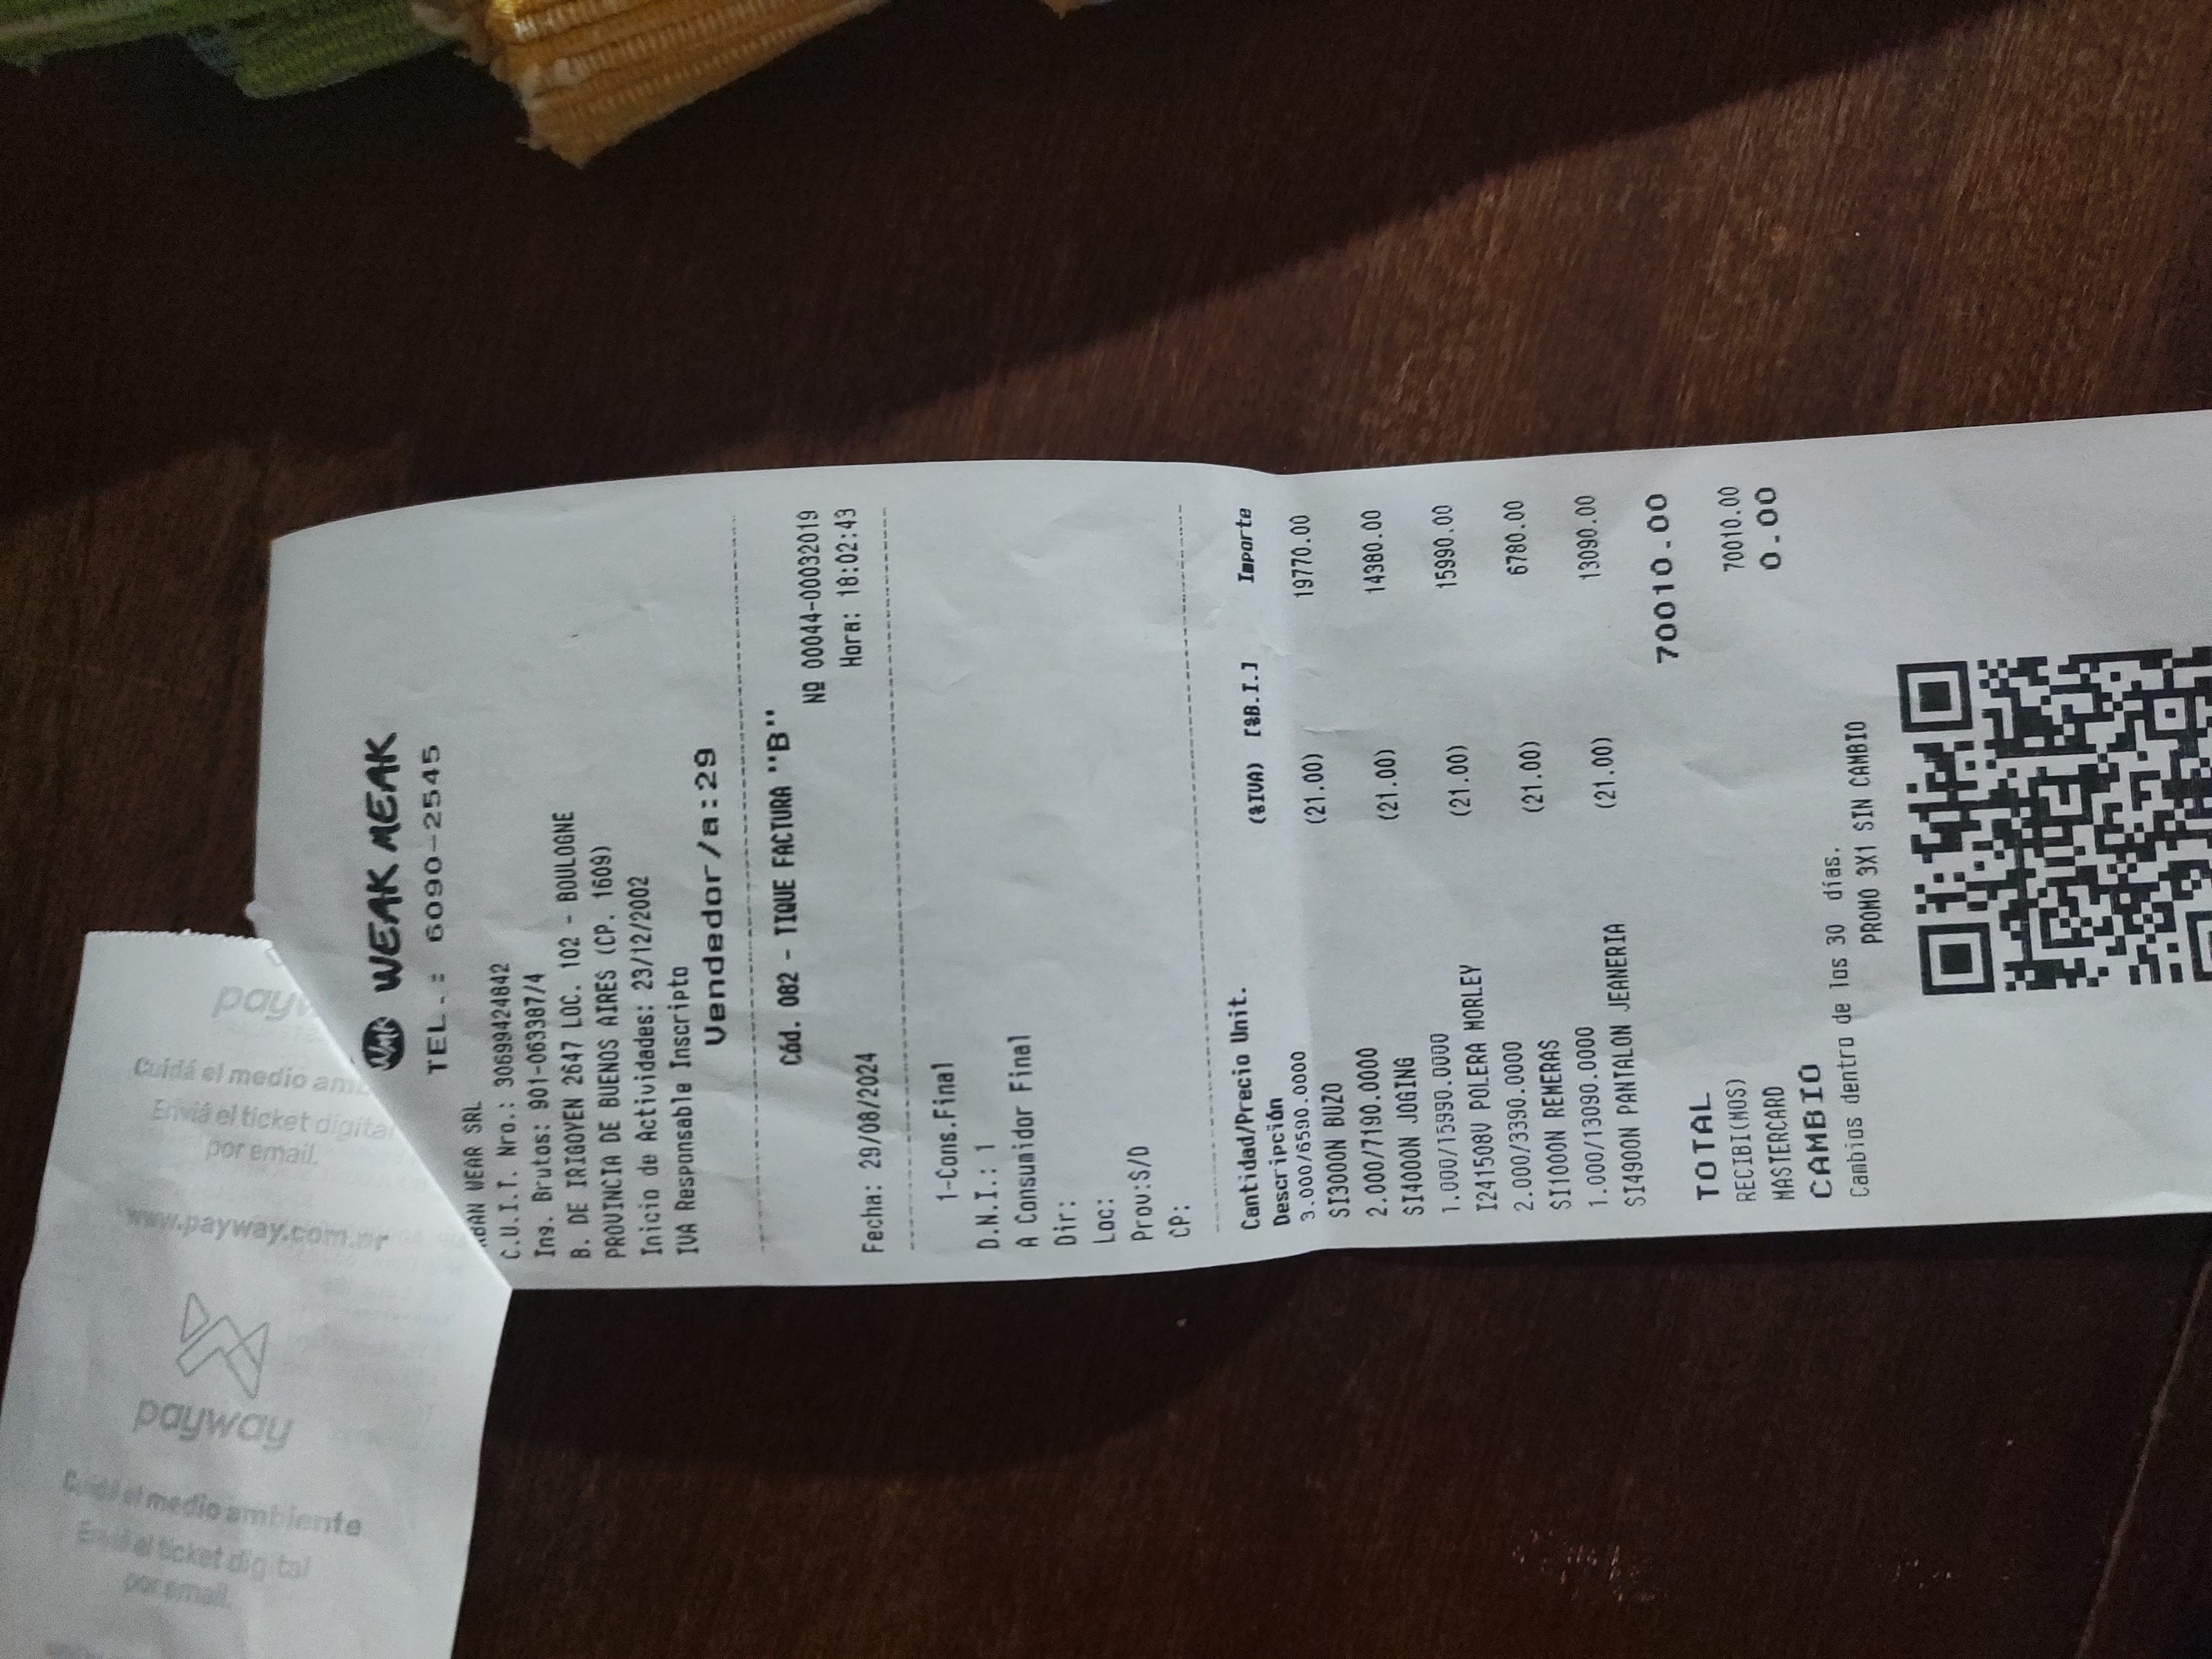 WM WEAK MEAK
TEL.: 6090-2545
WEAR SRL
C.U.I.T. Nro.: 30699424842
Ing. Brutos: 901-063387/4
B. DE IRIGOYEN 2647 LOC. 102 - BOULOGNE
PROVINCIA DE BUENOS AIRES (CP. 1609)
Inicio de Actividades: 23/12/2002
IVA Responsable Inscripto
Vendedor/a:29
Cód. 082 - TIQUE FACTURA "B"
Nº 00044-00032019
Fecha: 29/08/2024 Hora: 18:02:43
1-Cons.Final
D.N.I.: 1
A Consumidor Final
Dir:
Loc:
Prov:S/D
CP:
Cantidad/Precio Unit.
Descripción (%IVA) [%B.I.] Importe
3.000/6590.0000
SI3000N BUZO (21.00) 19770.00
2.000/7190.0000
SI4000N JOGING (21.00) 14380.00
1.000/15990.0000
I241508V POLERA MORLEY (21.00) 15990.00
2.000/3390.0000
SI1000N REMERAS (21.00) 6780.00
1.000/13090.0000
SI4900N PANTALON JEANERIA (21.00) 13090.00
TOTAL 70010.00
RECIBI(MOS)
MASTERCARD 70010.00
CAMBIO 0.00
Cambios dentro de los 30 días.
PROMO 3X1 SIN CAMBIO
Cuidá el medio
Enviá el ticket digital
por email.
www.payway.com.ar
payway
Cuidá el medio ambiente
Enviá el ticket digital
por email.